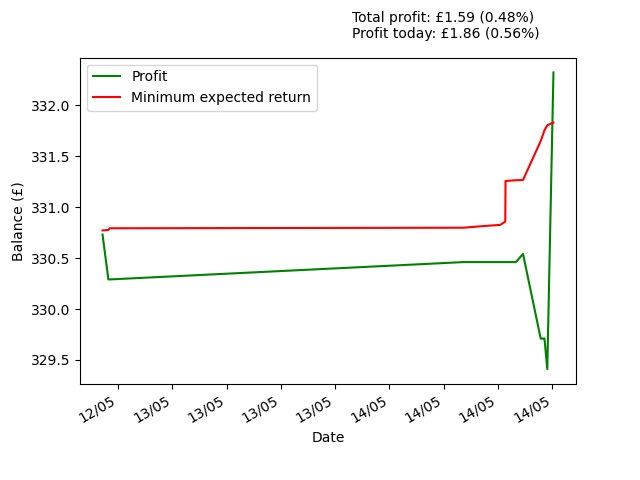 Total profit: £1.59 (0.48%)
Profit today: £1.86 (0.56%)
Profit
Minimum expected return
332.0
331.5
331.0
330.5
330.0
329.5
Balance (£)
12/05
13/05
13/05
13/05
13/05
14/05
14/05
14/05
14/05
Date